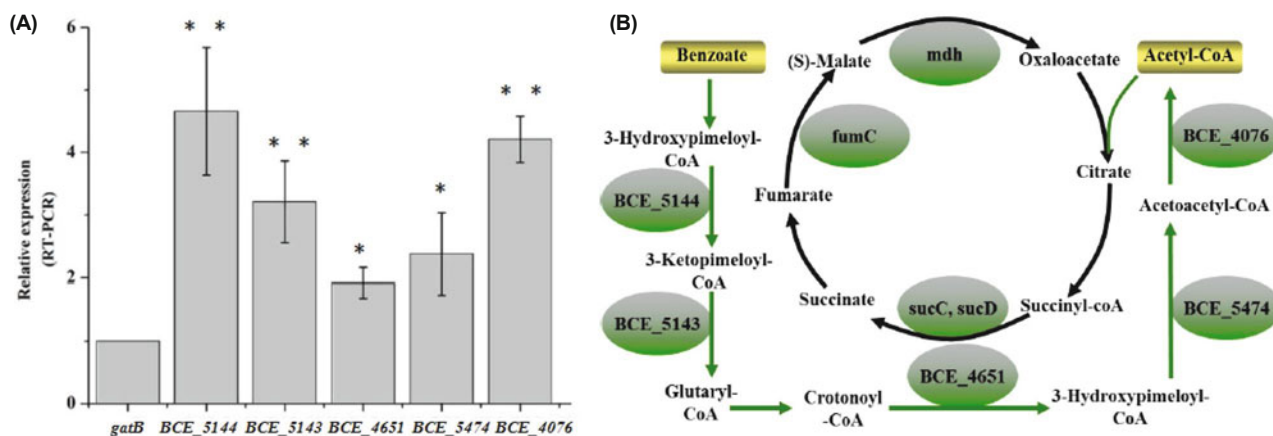 (A)
Relative expression
(RT-PCR)
6
4
2
0
* *
* *
*
*
* *
gatB BCE_5144 BCE_5143 BCE_4651 BCE_5474 BCE_4076
(B)
Benzoate
3-Hydroxypimeloyl-
CoA
BCE_5144
3-Ketopimeloyl-
CoA
BCE_5143
Glutaryl-
CoA
Crotonoyl
-CoA
BCE_4651
3-Hydroxypimeloyl-
CoA
BCE_5474
Acetoacetyl-CoA
BCE_4076
Acetyl-CoA
(S)-Malate
mdh
Oxaloacetate
Citrate
Succinyl-coA
sucC, sucD
Succinate
Fumarate
fumC